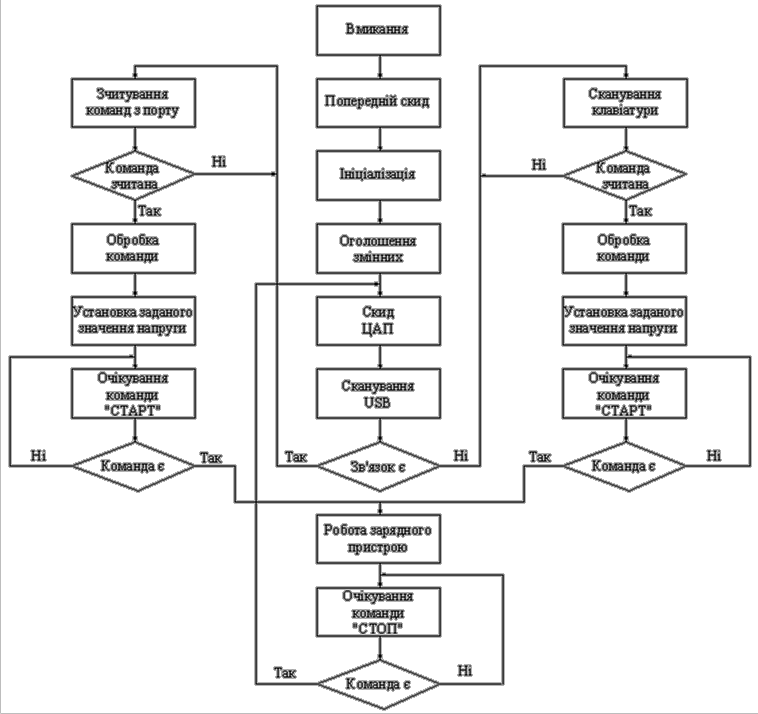 Вмикання
Зчитування
команд з порту
Попередній скид
Сканування
клавіатури
Команда
зчитана
Ні
Ініціалізація
Ні
Команда
зчитана
Так
Так
Обробка
команди
Оголошення
змінних
Обробка
команди
Установка заданого
значення напруги
Скид
ЦАП
Установка заданого
значення напруги
Очікування
команди
"СТАРТ"
Сканування
USB
Очікування
команди
"СТАРТ"
Ні
Команда є
Так
Так
Зв'язок є
Ні
Так
Команда є
Ні
Робота зарядного
пристрою
Очікування
команди
"СТОП"
Так
Команда є
Ні